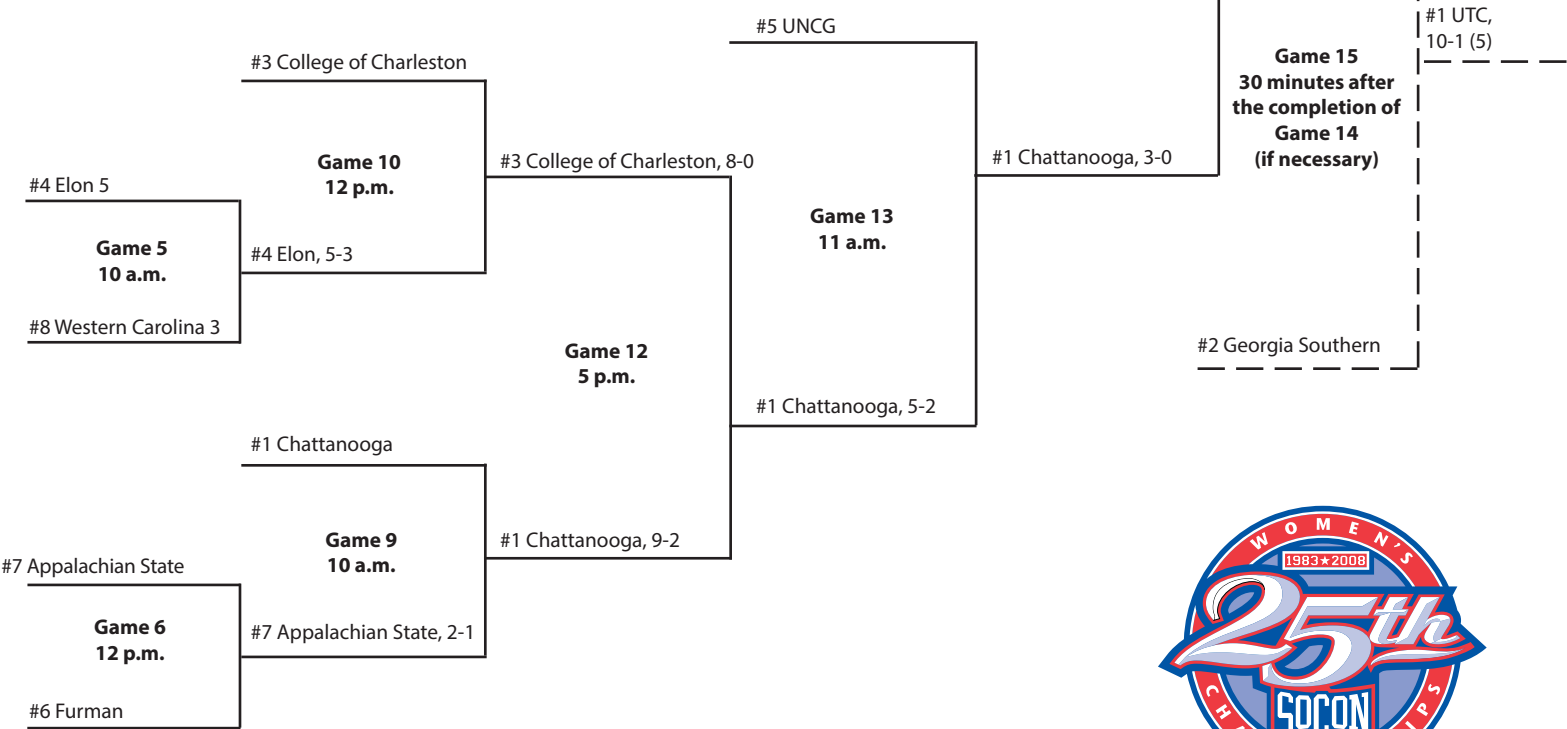 #5 UNCG
#1 UTC,
10-1 (5)
#3 College of Charleston
Game 15
30 minutes after
the completion of
Game 14
(if necessary)
Game 10
12 p.m.
#3 College of Charleston, 8-0
#1 Chattanooga, 3-0
#4 Elon 5
Game 13
11 a.m.
Game 5
10 a.m.
#4 Elon, 5-3
#8 Western Carolina 3
Game 12
5 p.m.
#2 Georgia Southern
#1 Chattanooga, 5-2
#1 Chattanooga
Game 9
10 a.m.
#1 Chattanooga, 9-2
#7 Appalachian State
Game 6
12 p.m.
#7 Appalachian State, 2-1
#6 Furman
WOMEN'S
1983★2008
25th
SOCON